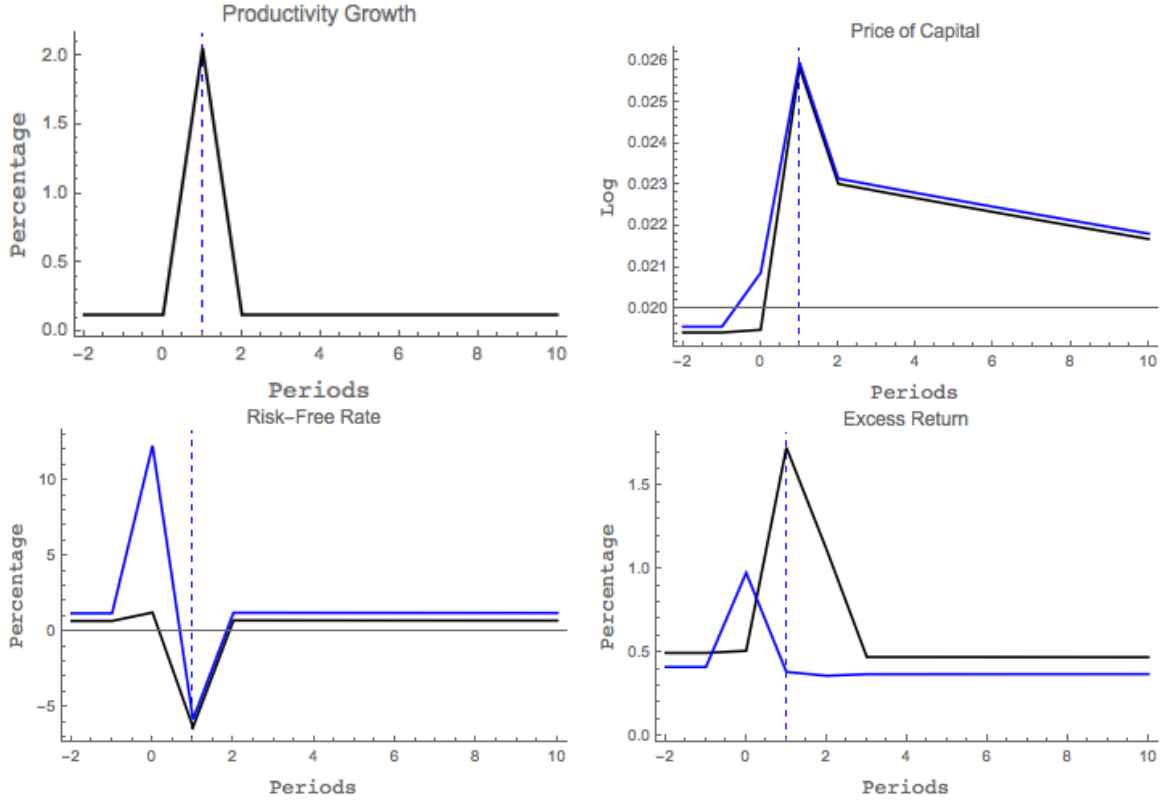 Productivity Growth
Percentage
2.0
1.5
1.0
0.5
0.0
−2 0 2 4 6 8 10
Periods
Price of Capital
Log
0.026
0.025
0.024
0.023
0.022
0.021
0.020
−2 0 2 4 6 8 10
Periods
Risk−Free Rate
Percentage
10
5
0
−5
−2 0 2 4 6 8 10
Periods
Excess Return
Percentage
1.5
1.0
0.5
0.0
−2 0 2 4 6 8 10
Periods